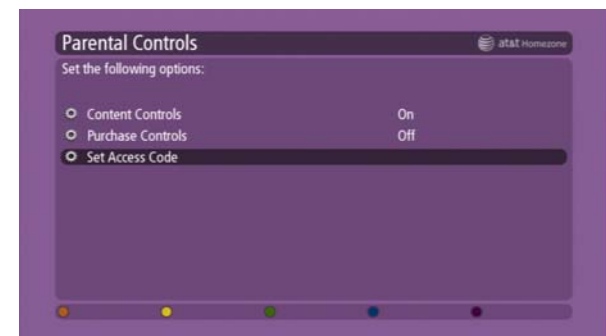 Parental Controls
at&t Homezone
Set the following options:
Content Controls On
Purchase Controls Off
Set Access Code